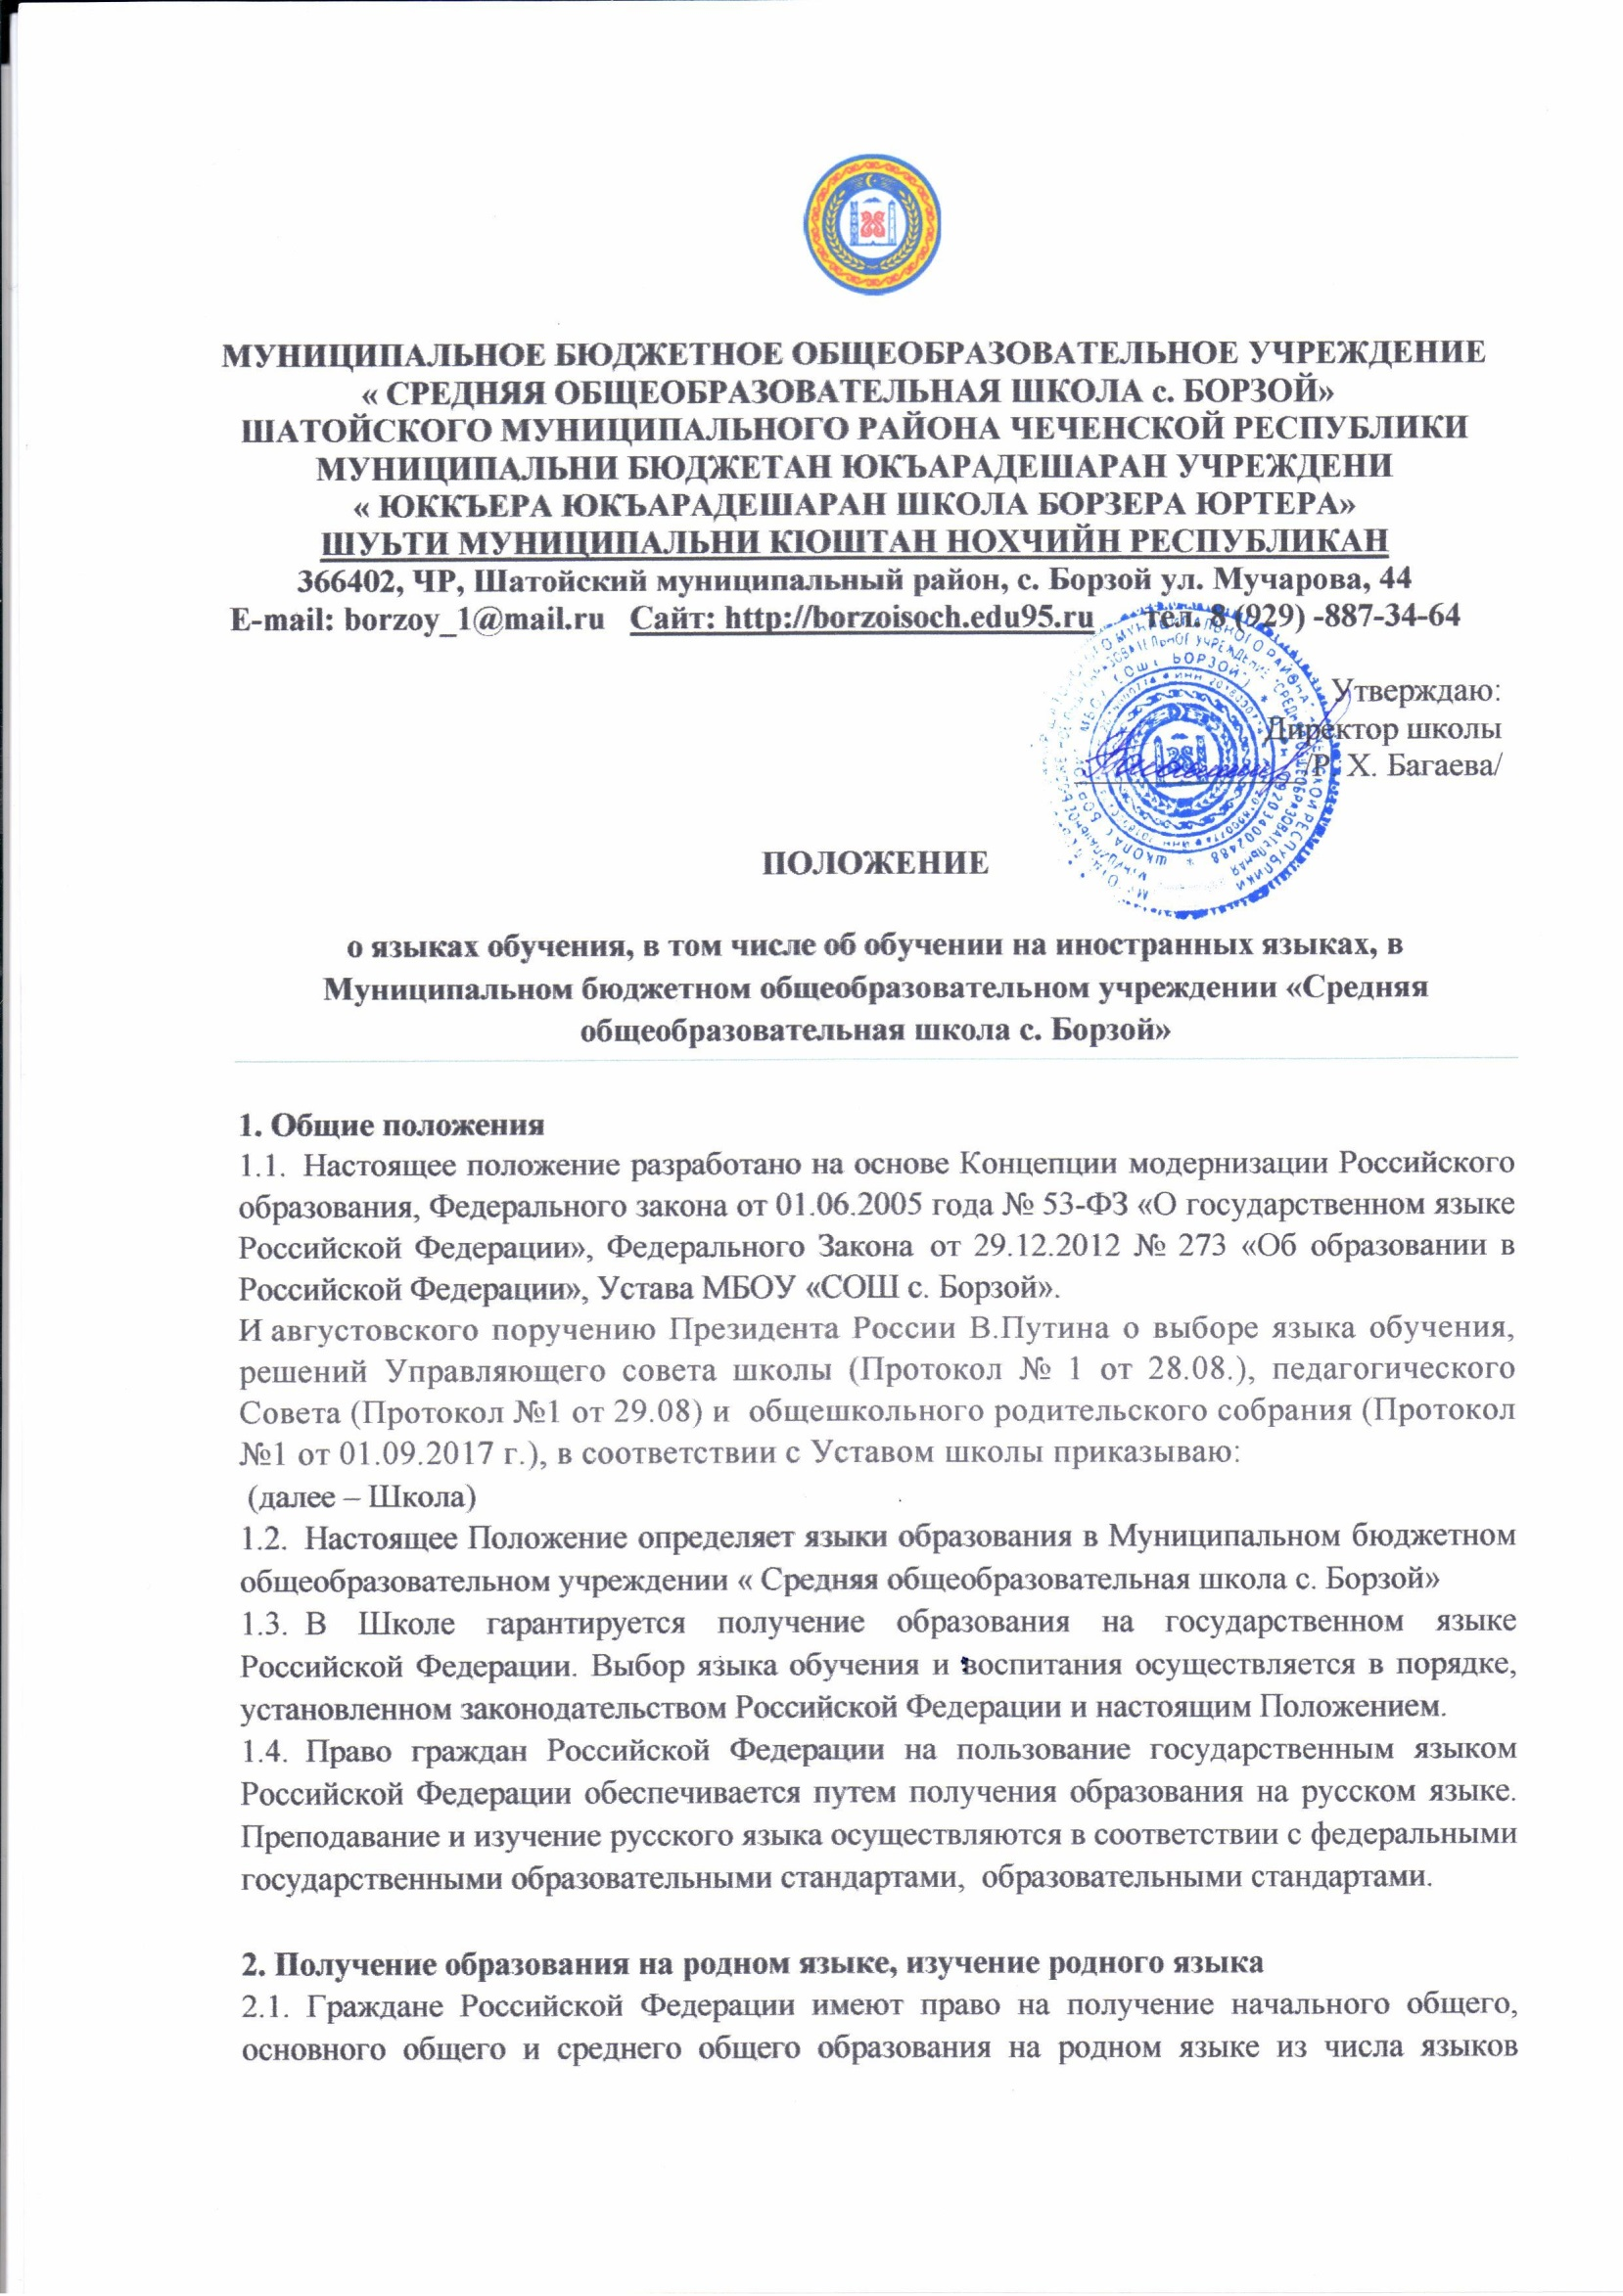 МУНИЦИПАЛЬНОЕ БЮДЖЕТНОЕ ОБЩЕОБРАЗОВАТЕЛЬНОЕ УЧРЕЖДЕНИЕ
« СРЕДНЯЯ ОБЩЕОБРАЗОВАТЕЛЬНАЯ ШКОЛА с. БОРЗОЙ»
ШАТОЙСКОГО МУНИЦИПАЛЬНОГО РАЙОНА ЧЕЧЕНСКОЙ РЕСПУБЛИКИ
МУНИЦИПАЛЬНИ БЮДЖЕТАН ЮКЪАРАДЕШАРАН УЧРЕЖДЕНИ
« ЮККЪЕРА ЮКЪАРАДЕШАРАН ШКОЛА БОРЗЕРА ЮРТЕРА»
ШУЬТИ МУНИЦИПАЛЬНИ КІОШТАН НОХЧИЙН РЕСПУБЛИКАН
366402, ЧР, Шатойский муниципальный район, с. Борзой ул. Мучарова, 44
E-mail: borzoy_1@mail.ru Сайт: http://borzoisoch.edu95.ru тел. 8 (929) -887-34-64
Утверждаю:
Директор школы
/Р. Х. Багаева/
ПОЛОЖЕНИЕ
о языках обучения, в том числе об обучении на иностранных языках, в
Муниципальном бюджетном общеобразовательном учреждении «Средняя
общеобразовательная школа с. Борзой»
1. Общие положения
1.1. Настоящее положение разработано на основе Концепции модернизации Российского
образования, Федерального закона от 01.06.2005 года № 53-ФЗ «О государственном языке
Российской Федерации», Федерального Закона от 29.12.2012 № 273 «Об образовании в
Российской Федерации», Устава МБОУ «СОШ с. Борзой».
И августовского поручению Президента России В.Путина о выборе языка обучения,
решений Управляющего совета школы (Протокол № 1 от 28.08.), педагогического
Совета (Протокол №1 от 29.08) и общешкольного родительского собрания (Протокол
№1 от 01.09.2017 г.), в соответствии с Уставом школы приказываю:
(далее – Школа)
1.2. Настоящее Положение определяет языки образования в Муниципальном бюджетном
общеобразовательном учреждении « Средняя общеобразовательная школа с. Борзой»
1.3. В Школе гарантируется получение образования на государственном языке
Российской Федерации. Выбор языка обучения и воспитания осуществляется в порядке,
установленном законодательством Российской Федерации и настоящим Положением.
1.4. Право граждан Российской Федерации на пользование государственным языком
Российской Федерации обеспечивается путем получения образования на русском языке.
Преподавание и изучение русского языка осуществляются в соответствии с федеральными
государственными образовательными стандартами, образовательными стандартами.
2. Получение образования на родном языке, изучение родного языка
2.1. Граждане Российской Федерации имеют право на получение начального общего,
основного общего и среднего общего образования на родном языке из числа языков